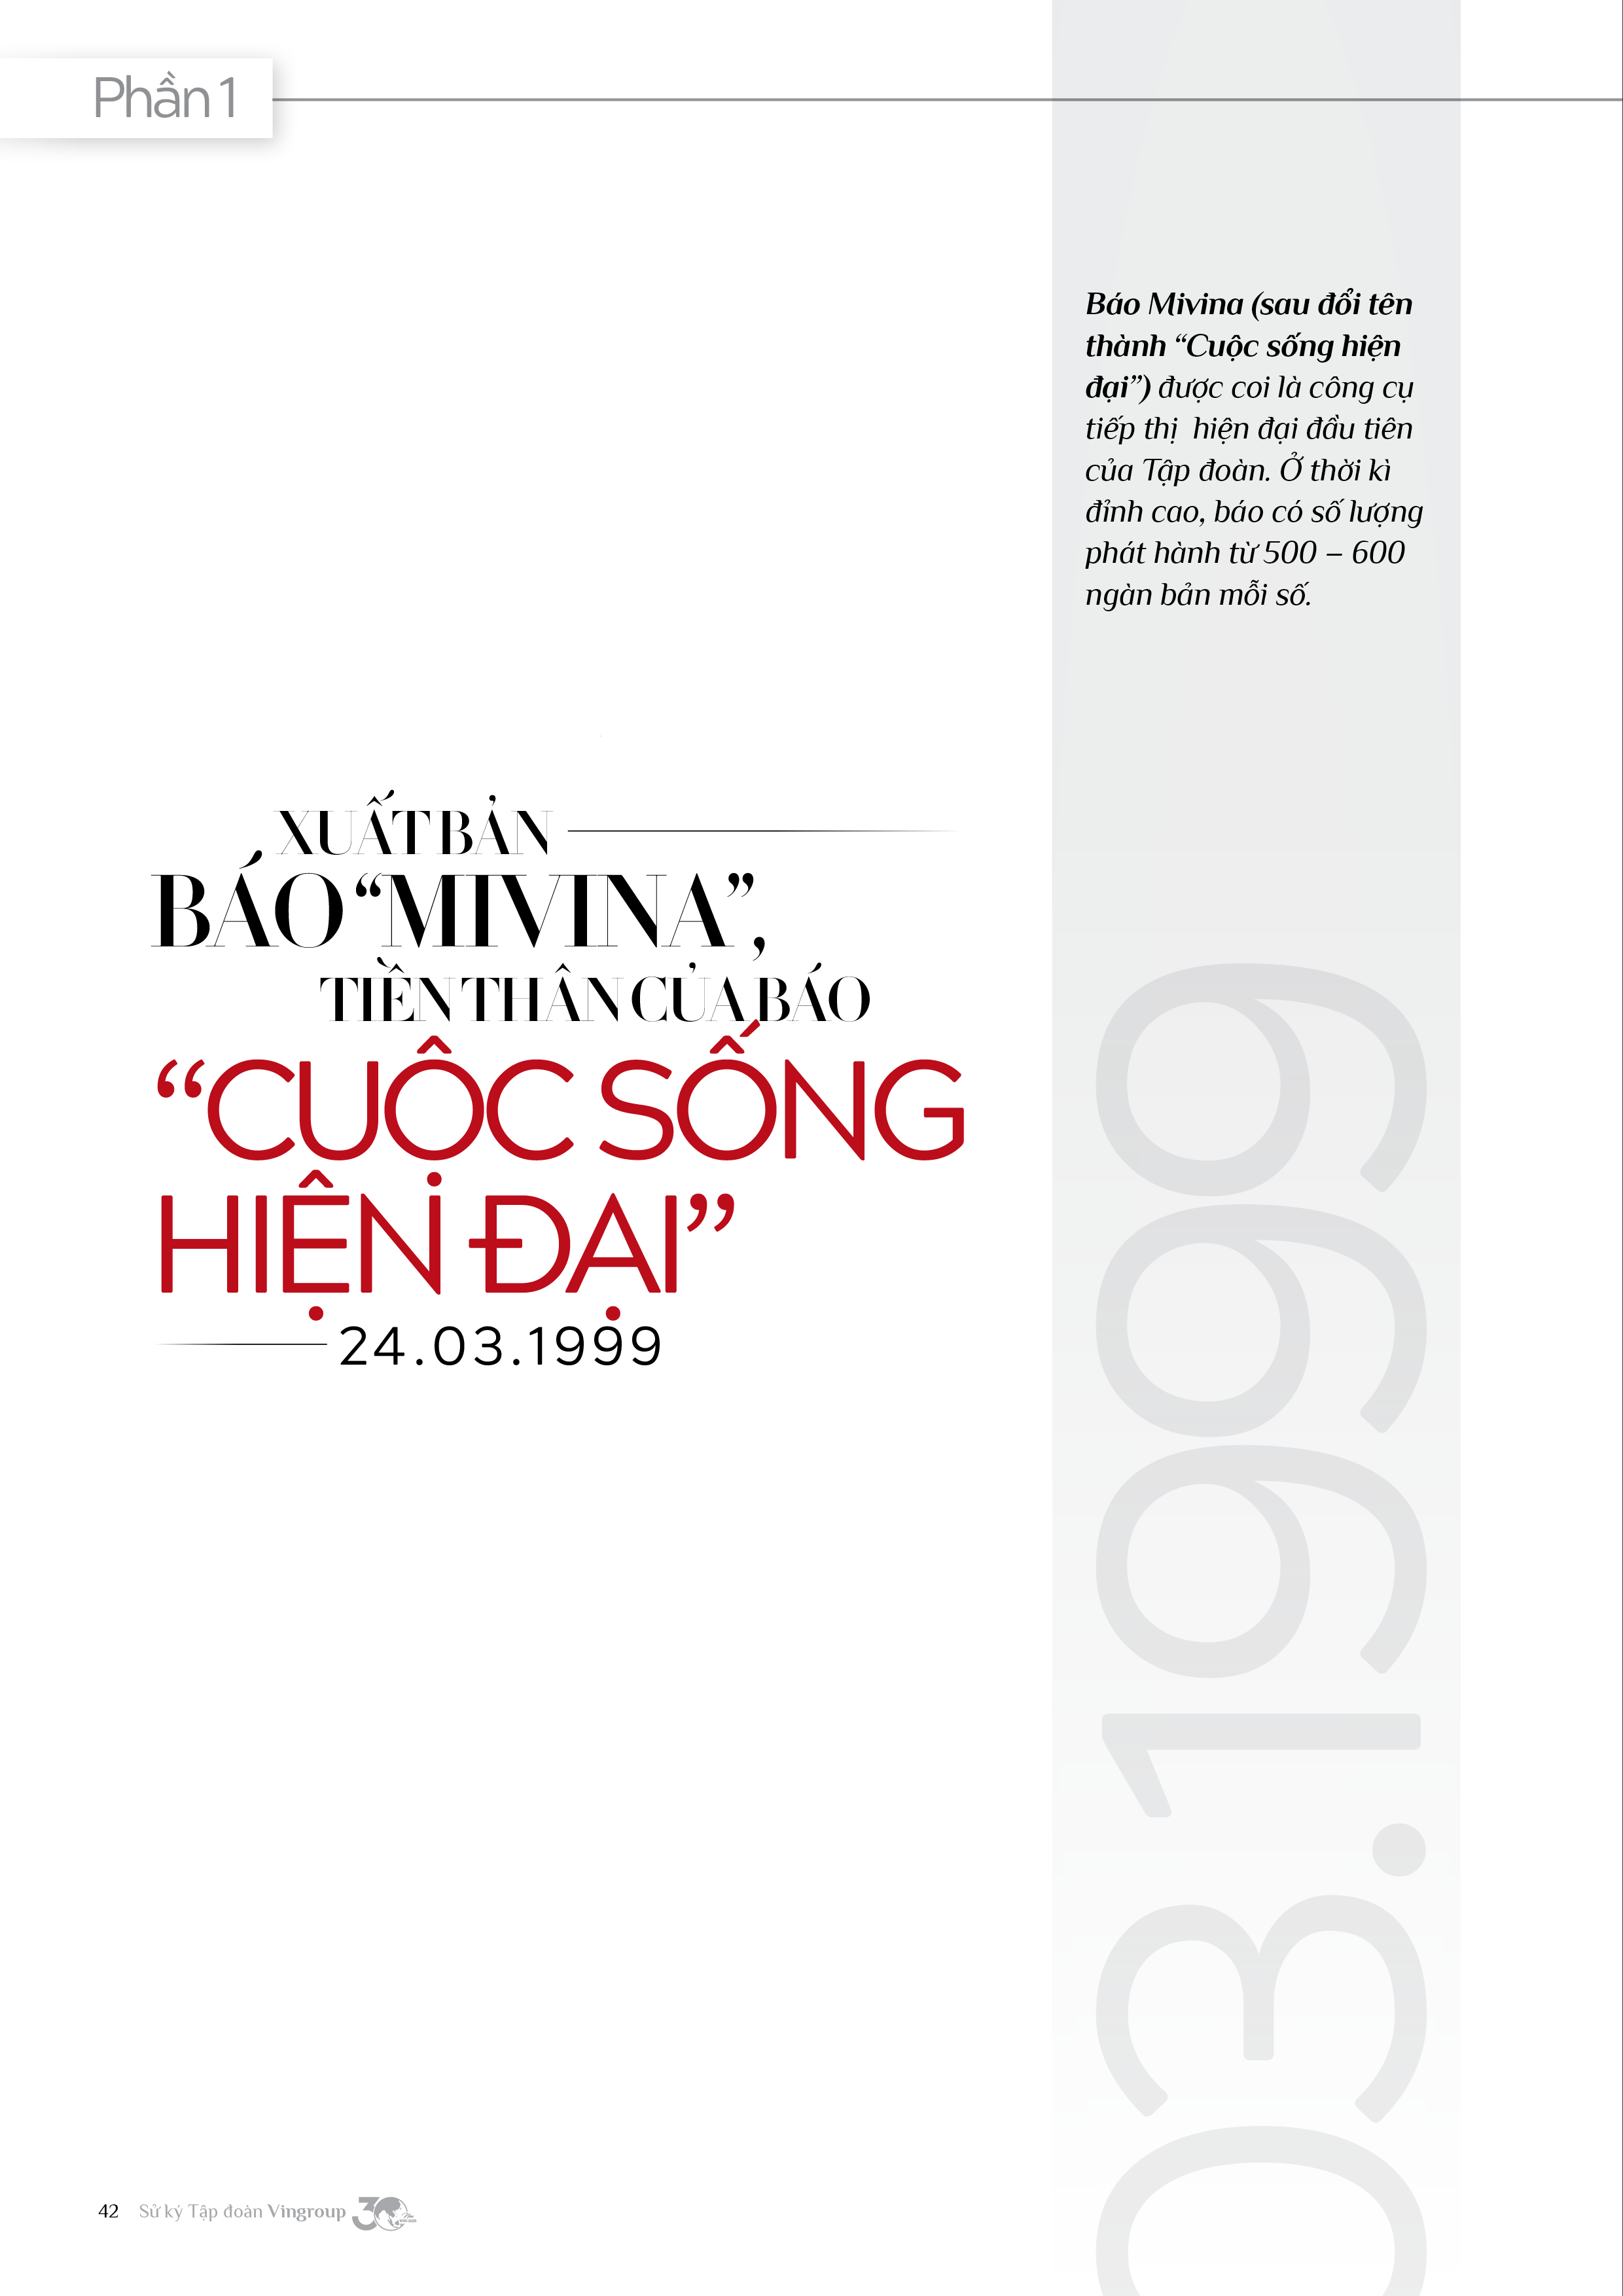 Phần 1
Báo Mivina (sau đổi tên
thành “Cuộc sống hiện
đại”) được coi là công cụ
tiếp thị hiện đại đầu tiên
của Tập đoàn. Ở thời kì
đỉnh cao, báo có số lượng
phát hành từ 500 – 600
ngàn bản mỗi số.
XUẤT BẢN
BÁO “MIVINA”,
TIỀN THÂN CỦA BÁO
“CUỘC SỐNG
HIỆN ĐẠI”
24.03.1999
03.1999
42 Sử ký Tập đoàn Vingroup 30